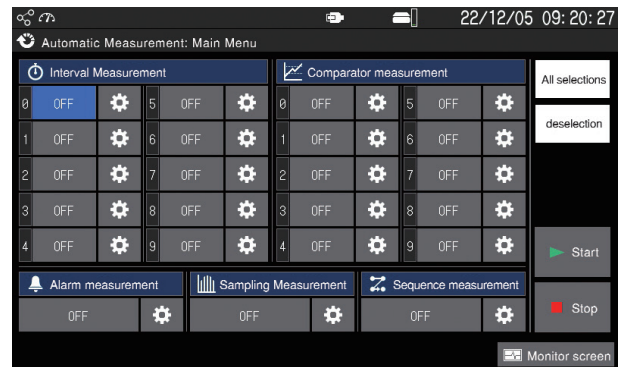 22/12/05 09:20:27
Automatic Measurement: Main Menu
Interval Measurement
Comparator measurement
All selections
0 OFF 5 OFF 0 OFF 5 OFF
deselection
1 OFF 6 OFF 1 OFF 6 OFF
2 OFF 7 OFF 2 OFF 7 OFF
3 OFF 8 OFF 3 OFF 8 OFF
4 OFF 9 OFF 4 OFF 9 OFF
Start
Alarm measurement
Sampling Measurement
Sequence measurement
OFF OFF OFF
Stop
Monitor screen